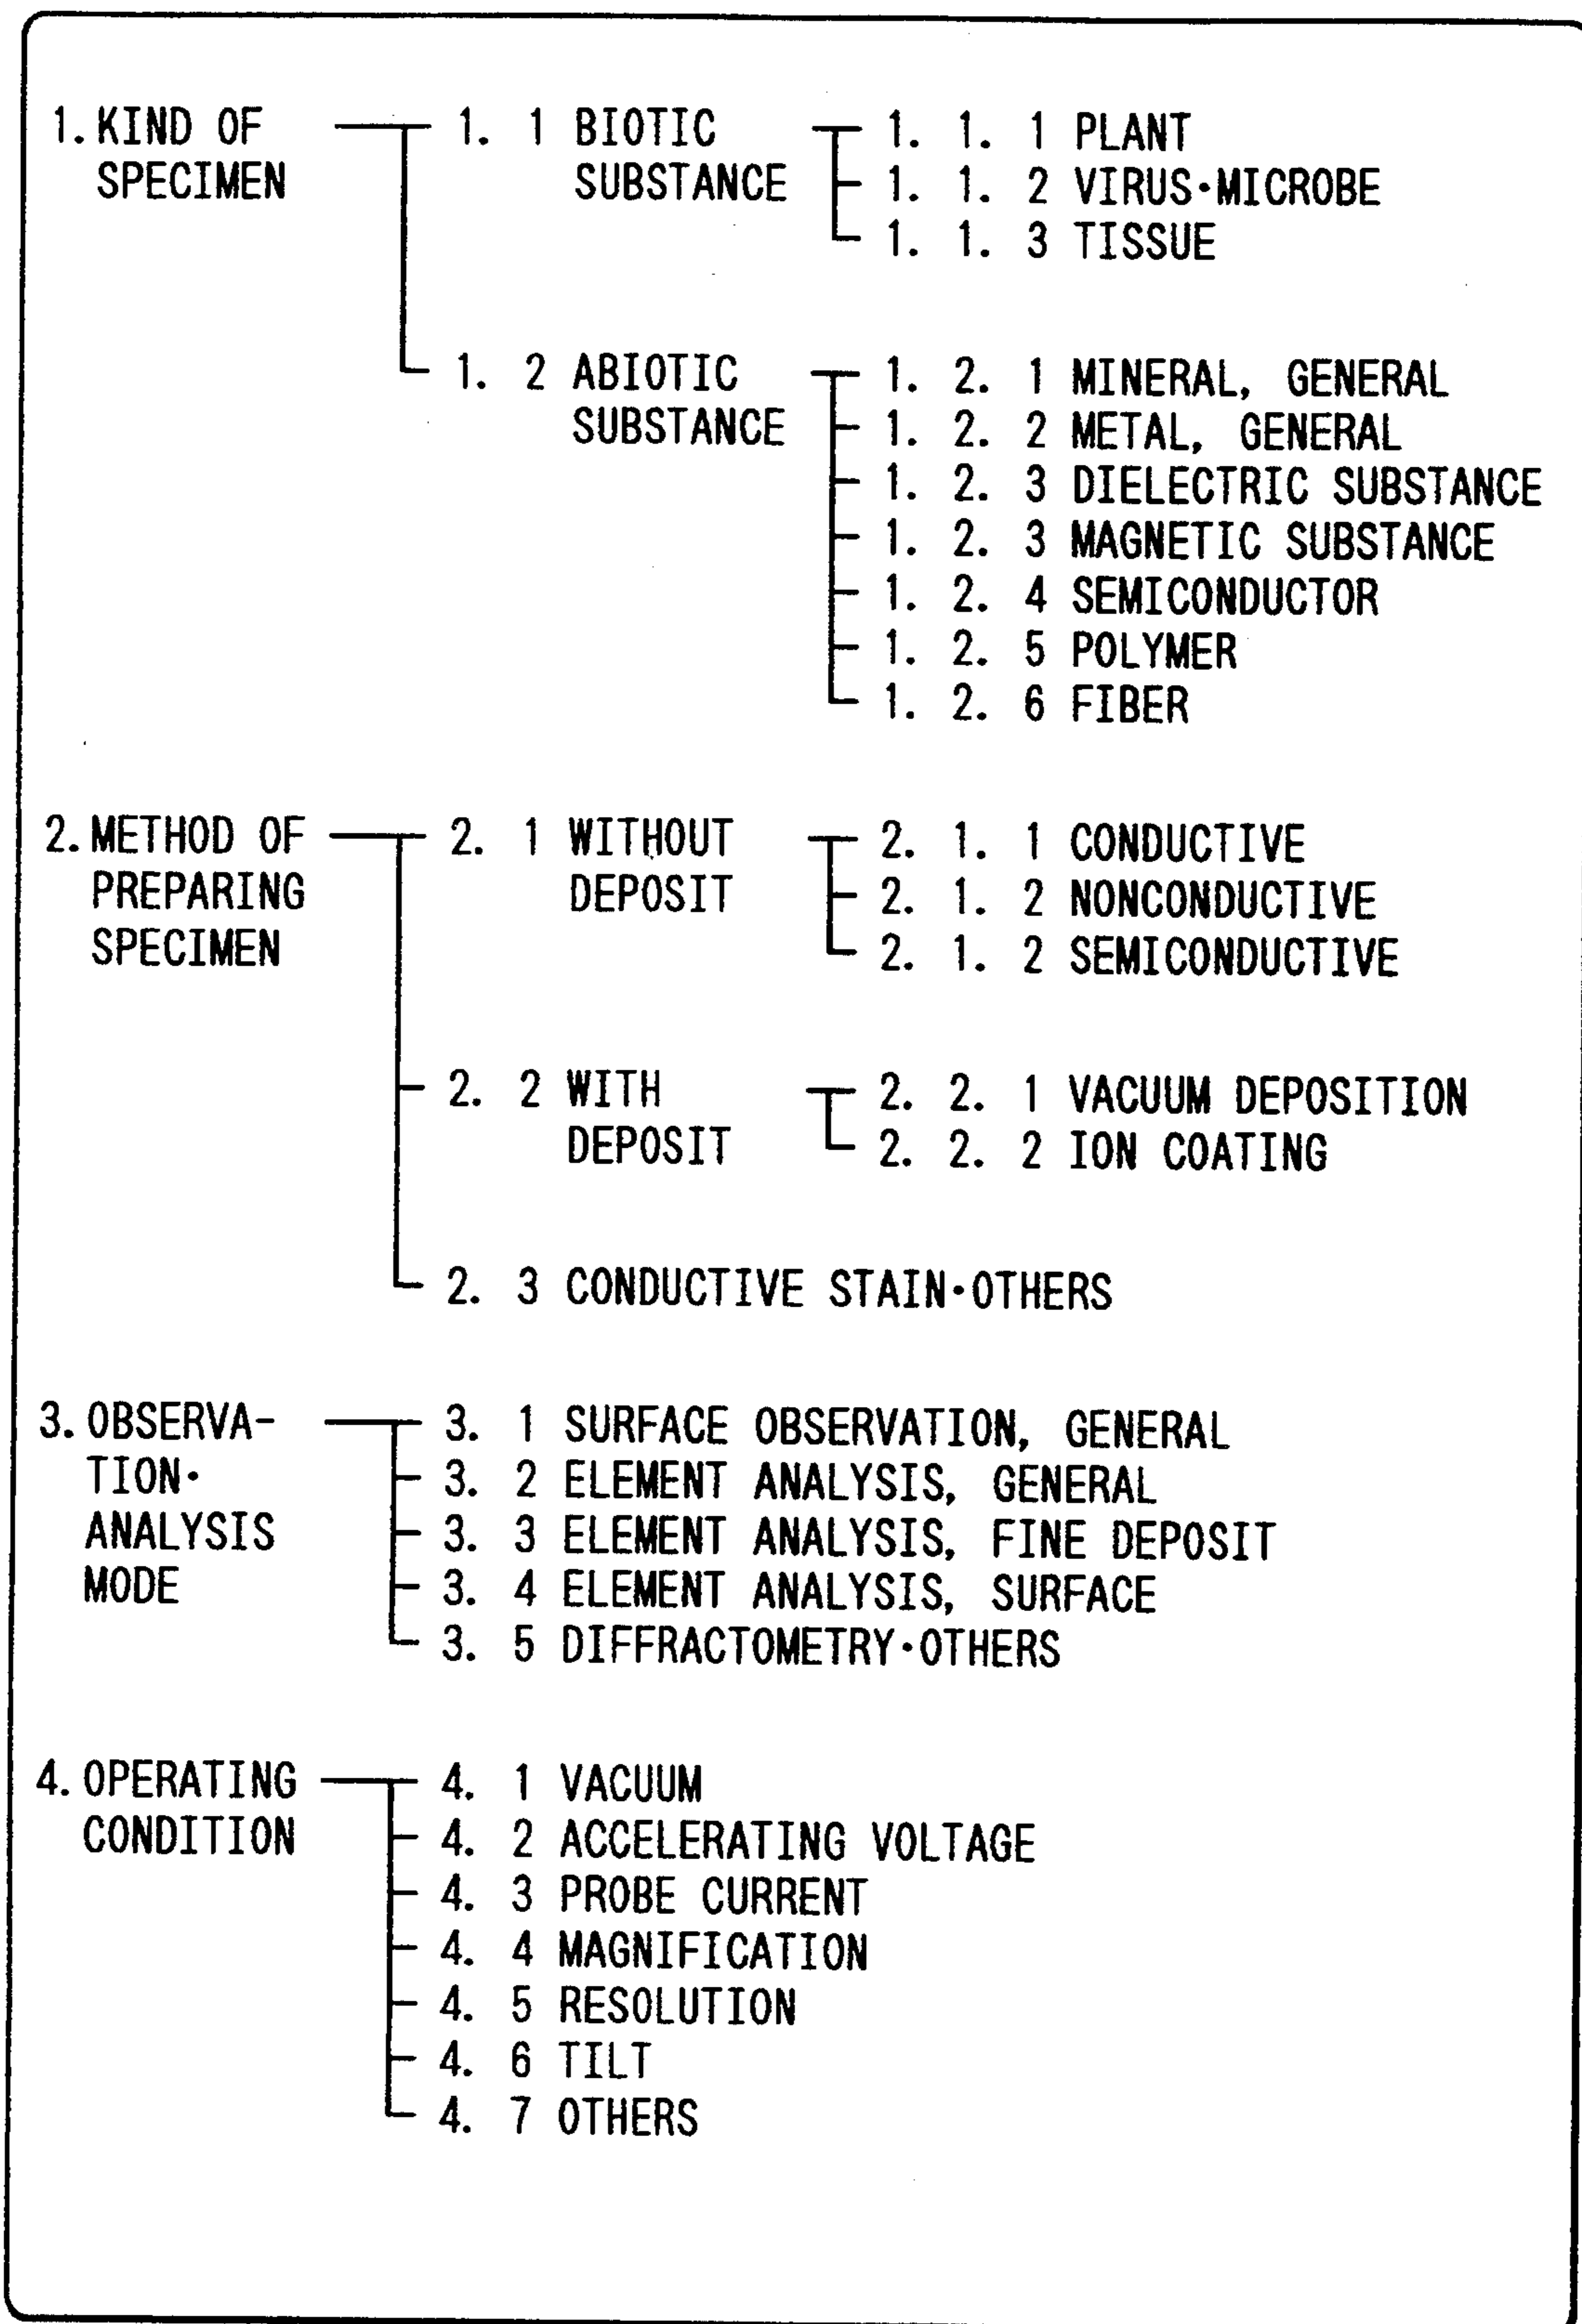 1. KIND OF SPECIMEN
1. 1 BIOTIC SUBSTANCE
1. 1. 1 PLANT
1. 1. 2 VIRUS・MICROBE
1. 1. 3 TISSUE
1. 2 ABIOTIC SUBSTANCE
1. 2. 1 MINERAL, GENERAL
1. 2. 2 METAL, GENERAL
1. 2. 3 DIELECTRIC SUBSTANCE
1. 2. 3 MAGNETIC SUBSTANCE
1. 2. 4 SEMICONDUCTOR
1. 2. 5 POLYMER
1. 2. 6 FIBER
2. METHOD OF PREPARING SPECIMEN
2. 1 WITHOUT DEPOSIT
2. 1. 1 CONDUCTIVE
2. 1. 2 NONCONDUCTIVE
2. 1. 2 SEMICONDUCTIVE
2. 2 WITH DEPOSIT
2. 2. 1 VACUUM DEPOSITION
2. 2. 2 ION COATING
2. 3 CONDUCTIVE STAIN・OTHERS
3. OBSERVA-
TION・
ANALYSIS
MODE
3. 1 SURFACE OBSERVATION, GENERAL
3. 2 ELEMENT ANALYSIS, GENERAL
3. 3 ELEMENT ANALYSIS, FINE DEPOSIT
3. 4 ELEMENT ANALYSIS, SURFACE
3. 5 DIFFRACTOMETRY・OTHERS
4. OPERATING CONDITION
4. 1 VACUUM
4. 2 ACCELERATING VOLTAGE
4. 3 PROBE CURRENT
4. 4 MAGNIFICATION
4. 5 RESOLUTION
4. 6 TILT
4. 7 OTHERS